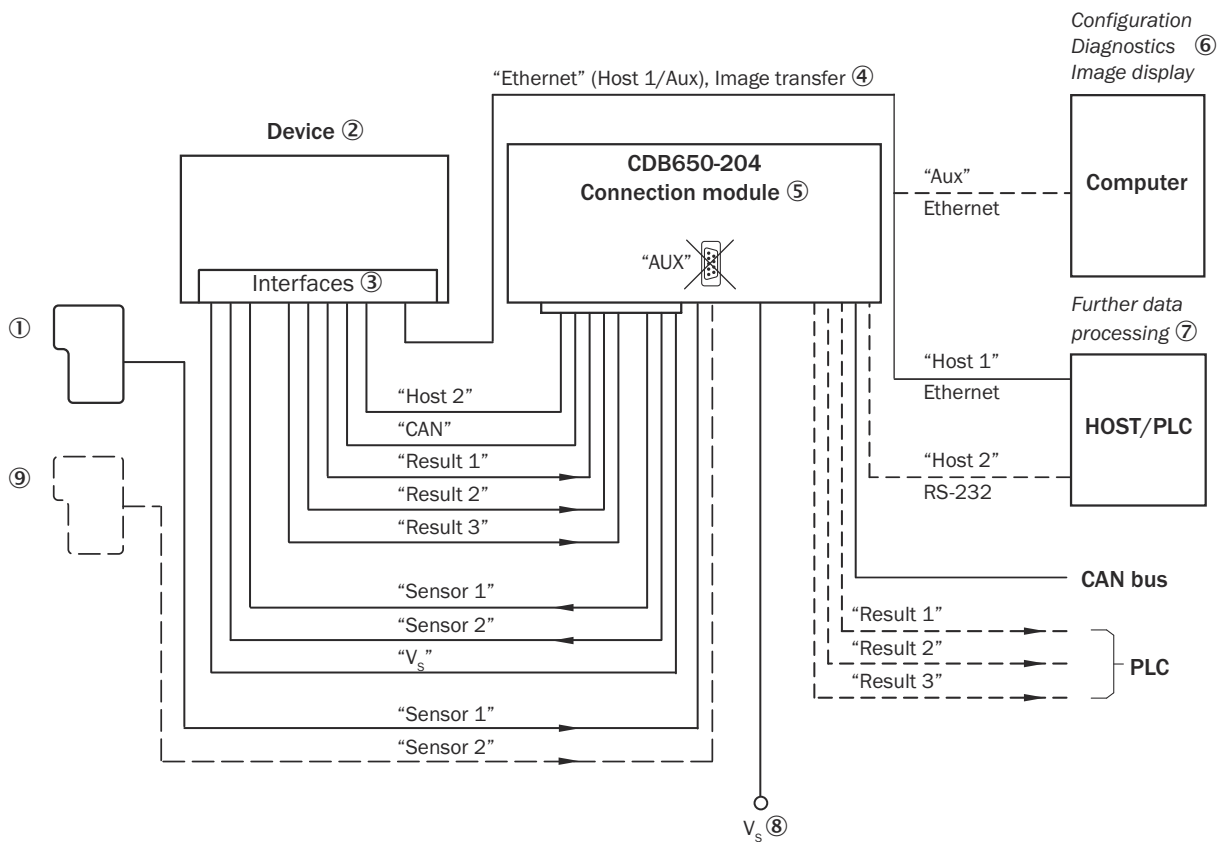 Configuration
Diagnostics ⑥
Image display
“Ethernet” (Host 1/Aux), Image transfer ④
Device ②
CDB650-204
Connection module ⑤
“Aux”
Ethernet
Computer
“AUX”
Interfaces ③
①
Further data
processing ⑦
“Host 1”
Ethernet
HOST/PLC
“Host 2”
“CAN”
“Result 1”
“Result 2”
“Result 3”
“Host 2”
RS-232
⑨
CAN bus
“Sensor 1”
“Sensor 2”
“Vs”
“Result 1”
“Result 2”
“Result 3”
PLC
“Sensor 1”
“Sensor 2”
Vs ⑧